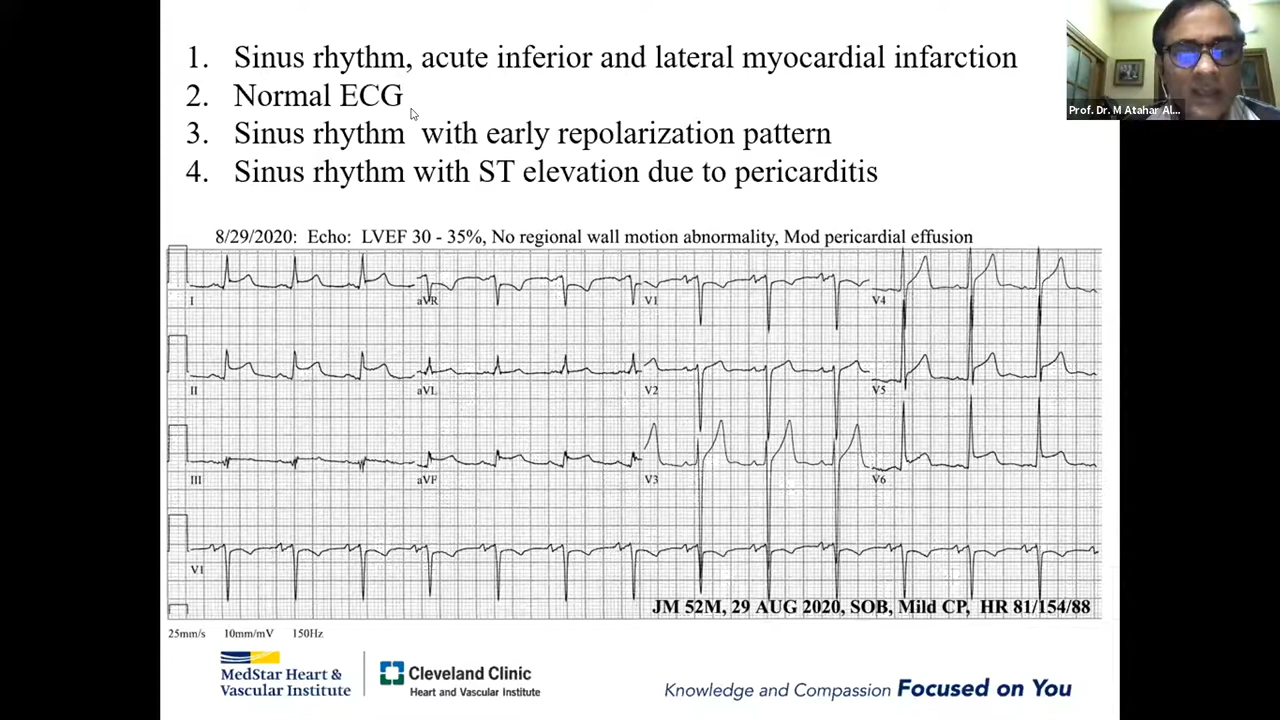 1. Sinus rhythm, acute inferior and lateral myocardial infarction
2. Normal ECG
3. Sinus rhythm with early repolarization pattern
4. Sinus rhythm with ST elevation due to pericarditis
Prof. Dr. M Atahar Al...
8/29/2020: Echo: LVEF 30 - 35%, No regional wall motion abnormality, Mod pericardial effusion
I aVR V1 V4
II aVL V2 V5
III aVF V3 V6
V1
JM 52M, 29 AUG 2020, SOB, Mild CP, HR 81/154/88
25mm/s 10mm/mV 150Hz
MedStar Heart &
Vascular Institute
Cleveland Clinic
Heart and Vascular Institute
Knowledge and Compassion Focused on You